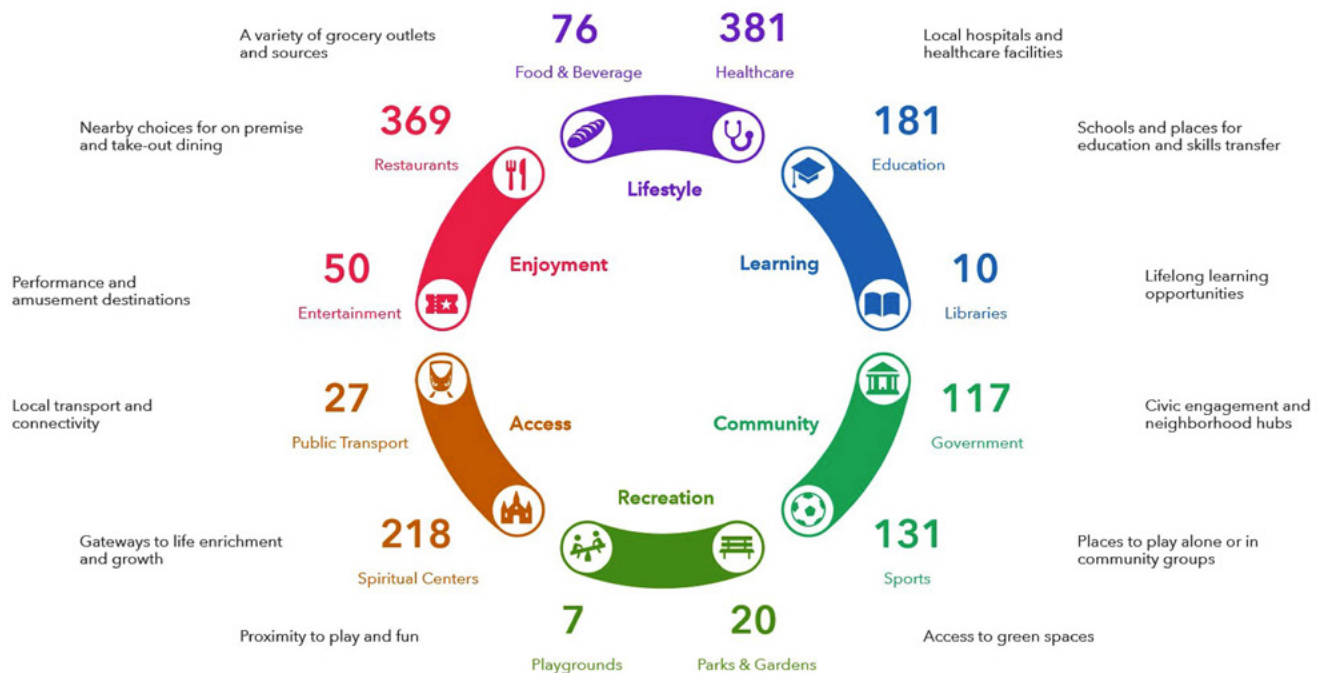 76
Food & Beverage
A variety of grocery outlets
and sources
381
Healthcare
Local hospitals and
healthcare facilities
Lifestyle
369
Restaurants
Nearby choices for on premise
and take-out dining
50
Entertainment
Performance and
amusement destinations
Enjoyment
181
Education
Schools and places for
education and skills transfer
10
Libraries
Lifelong learning
opportunities
Learning
27
Public Transport
Local transport and
connectivity
218
Spiritual Centers
Gateways to life enrichment
and growth
Access
117
Government
Civic engagement and
neighborhood hubs
131
Sports
Places to play alone or in
community groups
Community
Recreation
7
Playgrounds
Proximity to play and fun
20
Parks & Gardens
Access to green spaces